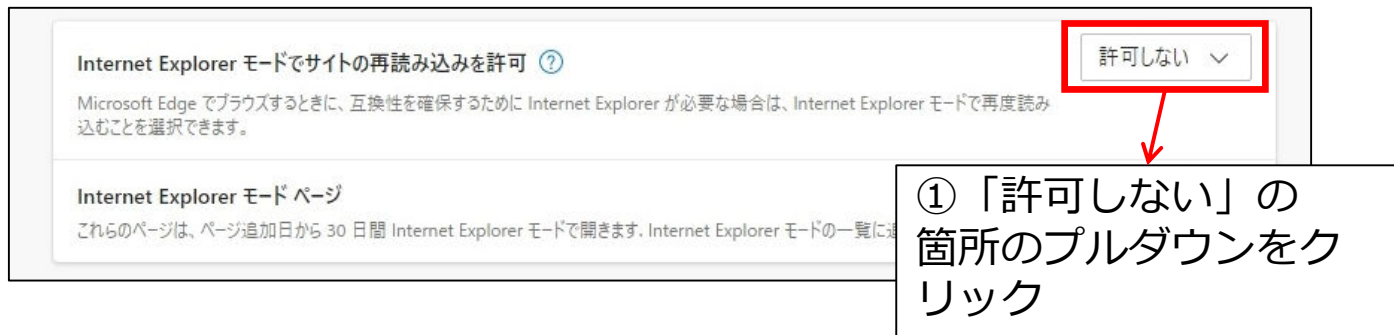 Internet Explorer モードでサイトの再読み込みを許可 ?
許可しない
Microsoft Edge でブラウズするときに、互換性を確保するために Internet Explorer が必要な場合は、Internet Explorer モードで再度読み
込むことを選択できます。
Internet Explorer モード ページ
これらのページは、ページ追加日から 30 日間 Internet Explorer モードで開きます. Internet Explorer モードの一覧に
①「許可しない」の
箇所のプルダウンをク
リック